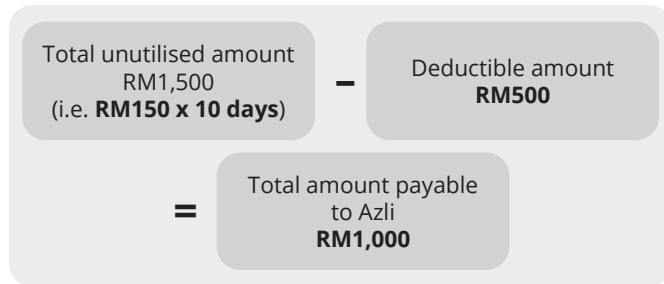 Total unutilised amount
RM1,500
(i.e. RM150 x 10 days)
–
Deductible amount
RM500
=
Total amount payable
to Azli
RM1,000